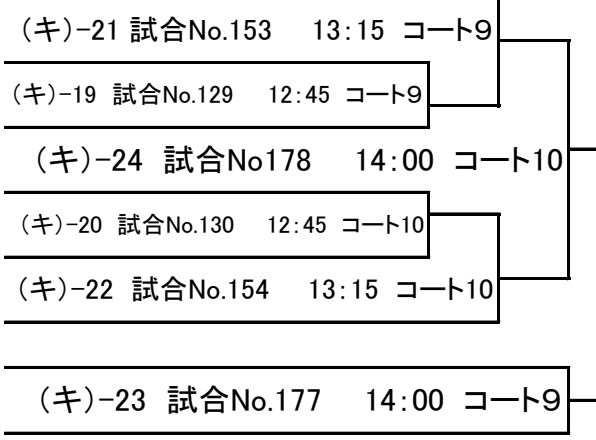 (キ)-21 試合No.153 13:15 コート9
(キ)-19 試合No.129 12:45 コート9
(キ)-24 試合No178 14:00 コート10
(キ)-20 試合No.130 12:45 コート10
(キ)-22 試合No.154 13:15 コート10
(キ)-23 試合No.177 14:00 コート9